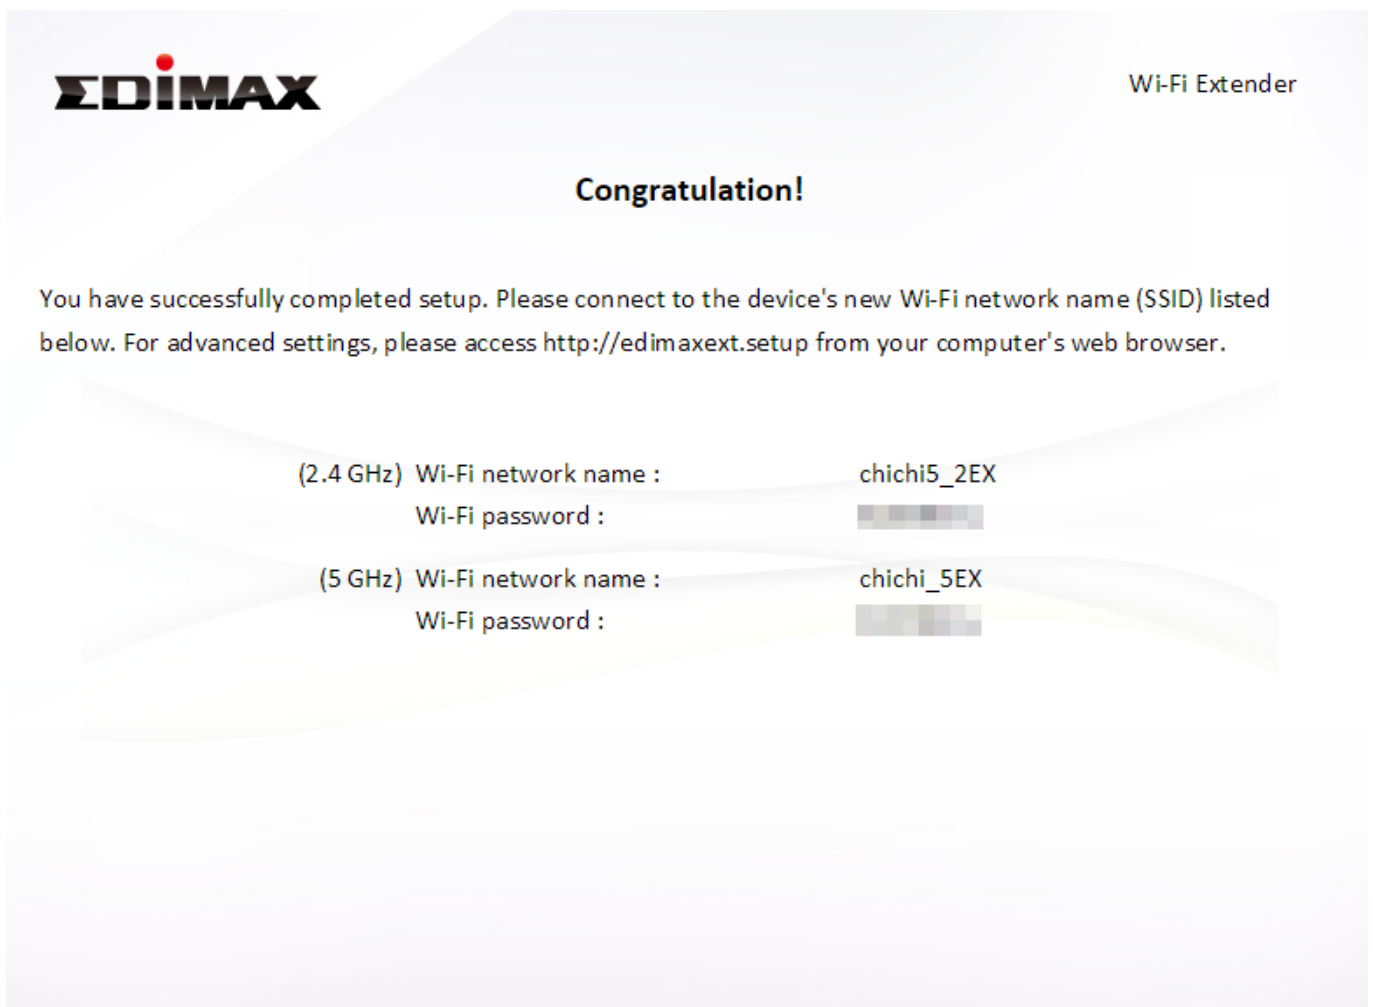 EDiMAX
Wi-Fi Extender
Congratulation!
You have successfully completed setup. Please connect to the device's new Wi-Fi network name (SSID) listed
below. For advanced settings, please access http://edimaxext.setup from your computer's web browser.
(2.4 GHz) Wi-Fi network name : chichi5_2EX
Wi-Fi password :
(5 GHz) Wi-Fi network name : chichi_5EX
Wi-Fi password :